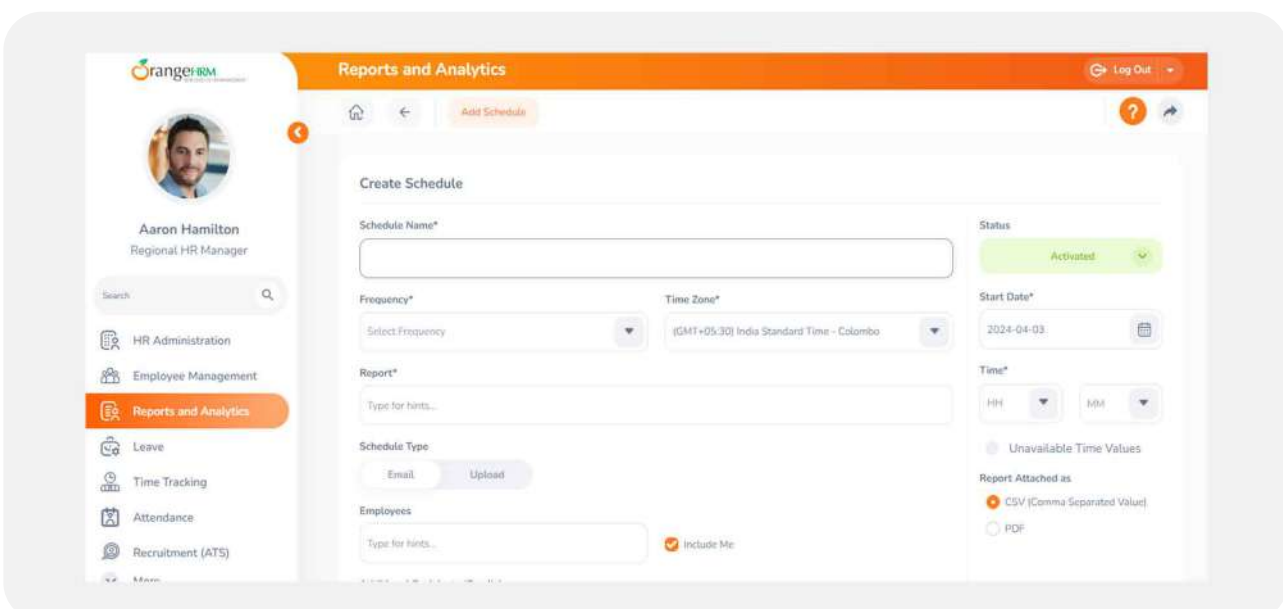 OrangeHRM
Reports and Analytics
Log Out
Add Schedule
?
Aaron Hamilton
Regional HR Manager
Search
HR Administration
Employee Management
Reports and Analytics
Leave
Time Tracking
Attendance
Recruitment (ATS)
More
Create Schedule
Schedule Name*
Frequency*
Select Frequency
Time Zone*
(GMT+05:30) India Standard Time - Colombo
Report*
Type for hints...
Schedule Type
Email Upload
Employees
Type for hints...
Include Me
Status
Activated
Start Date*
2024-04-03
Time*
HH MM
Unavailable Time Values
Report Attached as
CSV (Comma Separated Value)
PDF